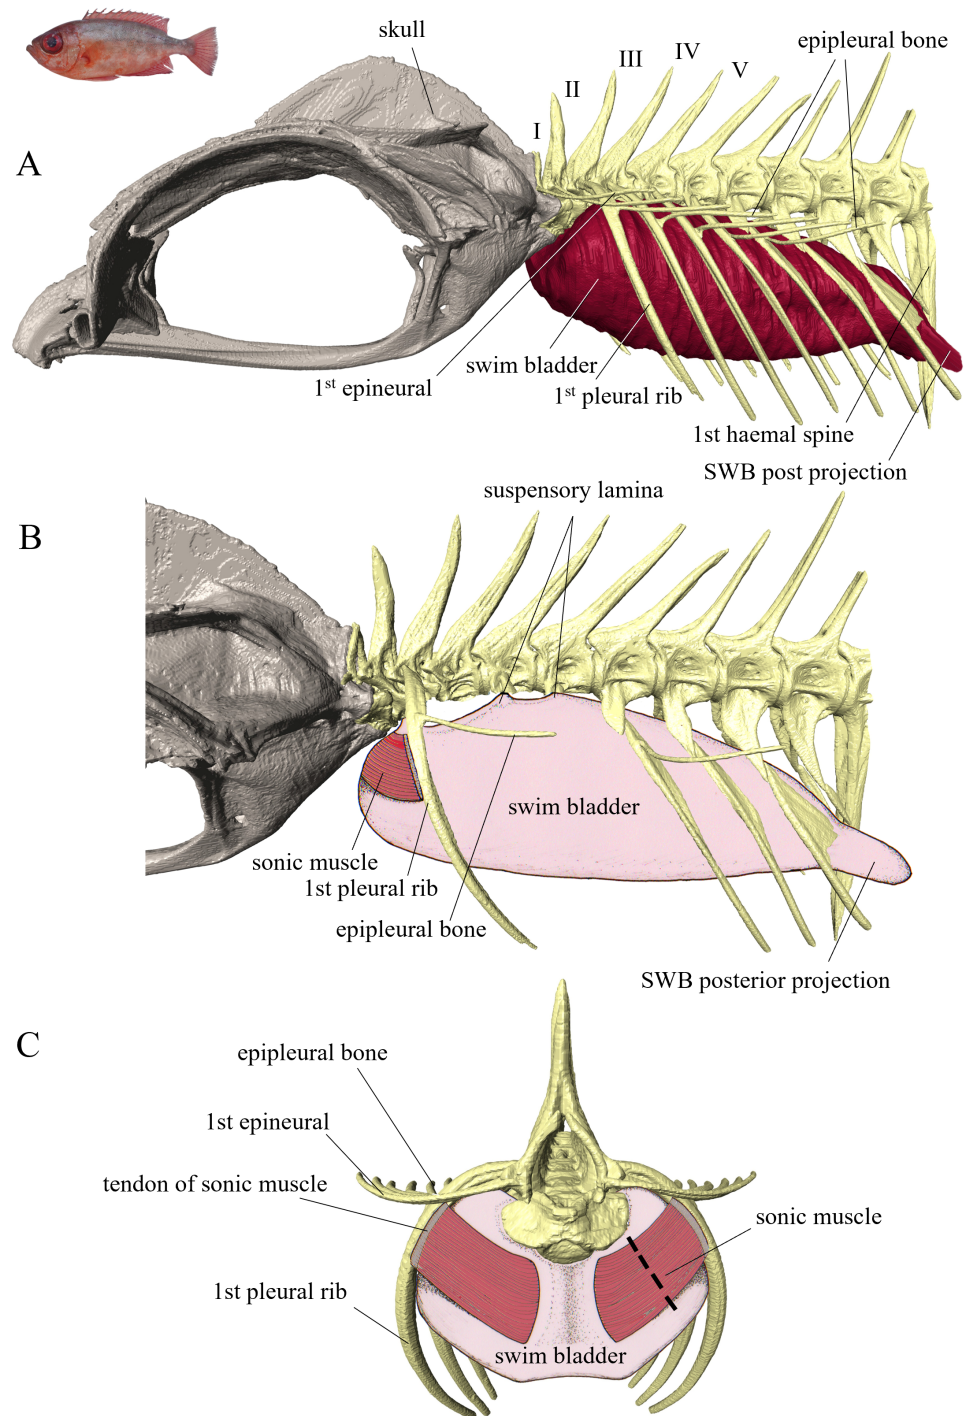 skull
epibleural bone
I
II
III
IV
V
A
1st epineural
swim bladder
1st pleural rib
1st haemal spine
SWB post projection
B
suspensory lamina
swim bladder
sonic muscle
1st pleural rib
epipleural bone
SWB posterior projection
C
epipleural bone
1st epineural
tendon of sonic muscle
sonic muscle
1st pleural rib
swim bladder